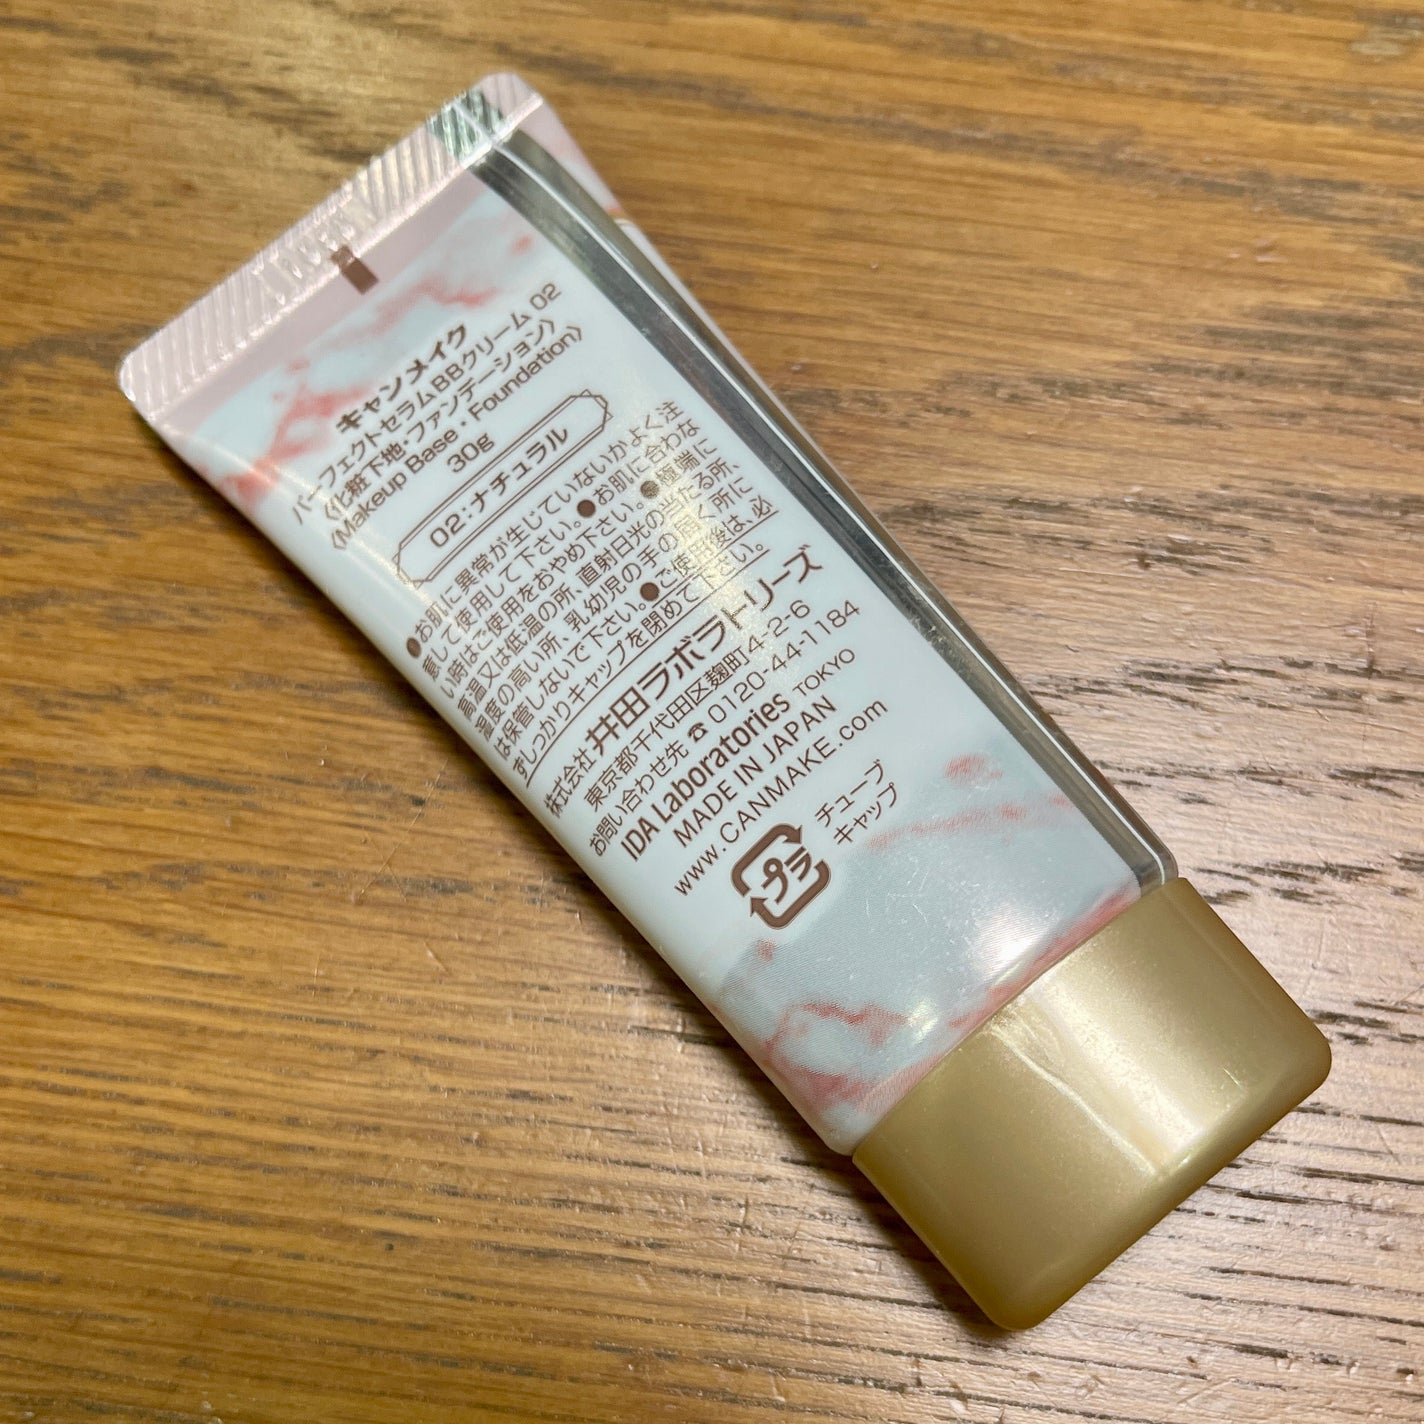 キャンメイク
パーフェクトセラムBBクリーム 02
〈化粧下地・ファンデーション〉
〈Makeup Base・Foundation〉
30g
02：ナチュラル
●お肌に異常が生じていないかよく注
意して使用して下さい。●お肌に合わな
い時はご使用をおやめ下さい。●極端に
高温又は低温の所、直射日光の当たる所、
湿度の高い所、乳幼児の手の届く所に
は保管しないで下さい。●ご使用後は、必
ずしっかりキャップを閉めて下さい。
株式会社 井田ラボラトリーズ
東京都千代田区麹町4-2-6
お問い合わせ先 ☎ 0120-44-1184
IDA Laboratories TOKYO
MADE IN JAPAN
www.CANMAKE.com
プラ
チューブ
キャップ